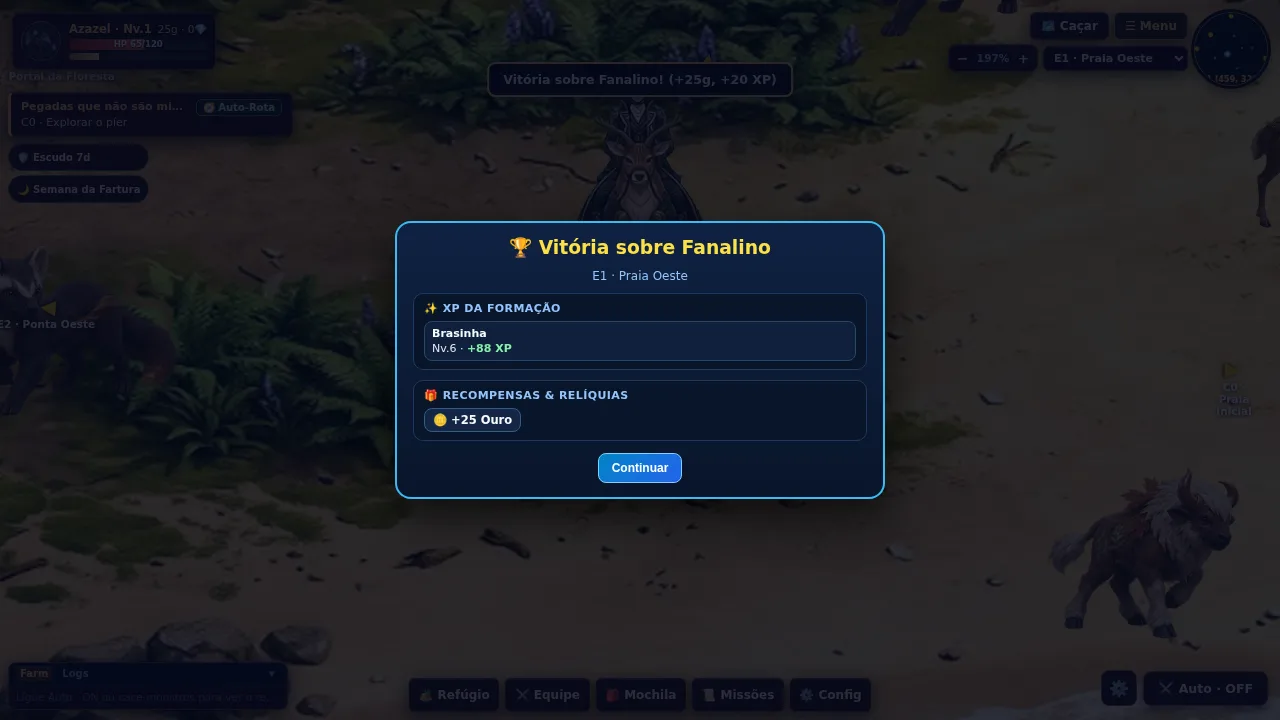 Azazel · Nv.1 25g · 0
HP 65/120
Portal da Floresta
Pegadas que não são mi... Auto-Rota
C0 · Explorar o píer
Escudo 7d
Semana da Fartura
Vitória sobre Fanalino! (+25g, +20 XP)
Caçar
☰ Menu
− 197% +
E1 · Praia Oeste
E2 · Ponta Oeste
C0 ·
Praia
Inicial
Vitória sobre Fanalino
E1 · Praia Oeste
XP DA FORMAÇÃO
Brasinha
Nv.6 · +88 XP
RECOMPENSAS & RELÍQUIAS
+25 Ouro
Continuar
Farm Logs
Refúgio
Equipe
Mochila
Missões
Config
Auto · OFF